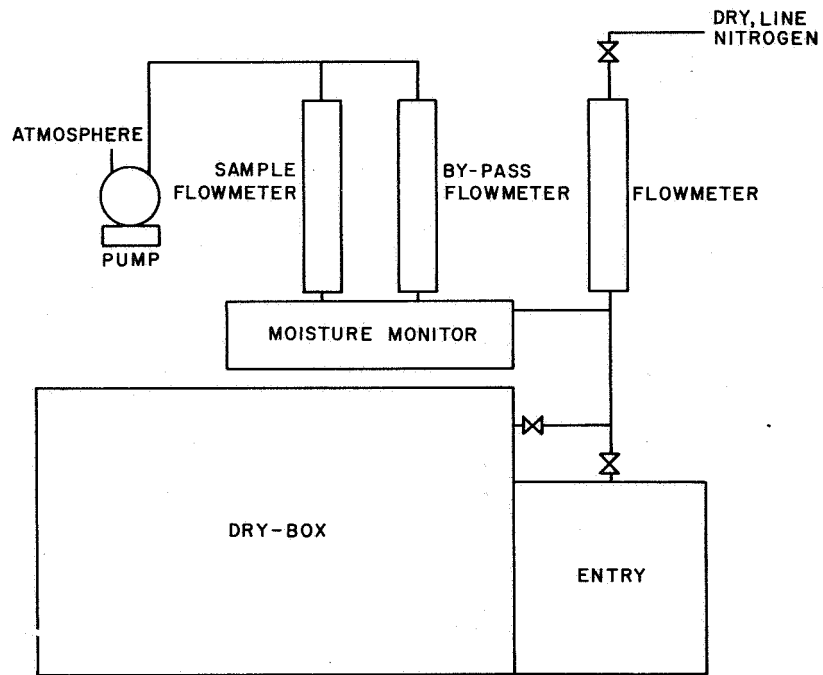 DRY, LINE
NITROGEN
ATMOSPHERE
SAMPLE
FLOWMETER
BY-PASS
FLOWMETER
FLOWMETER
PUMP
MOISTURE MONITOR
DRY-BOX
ENTRY